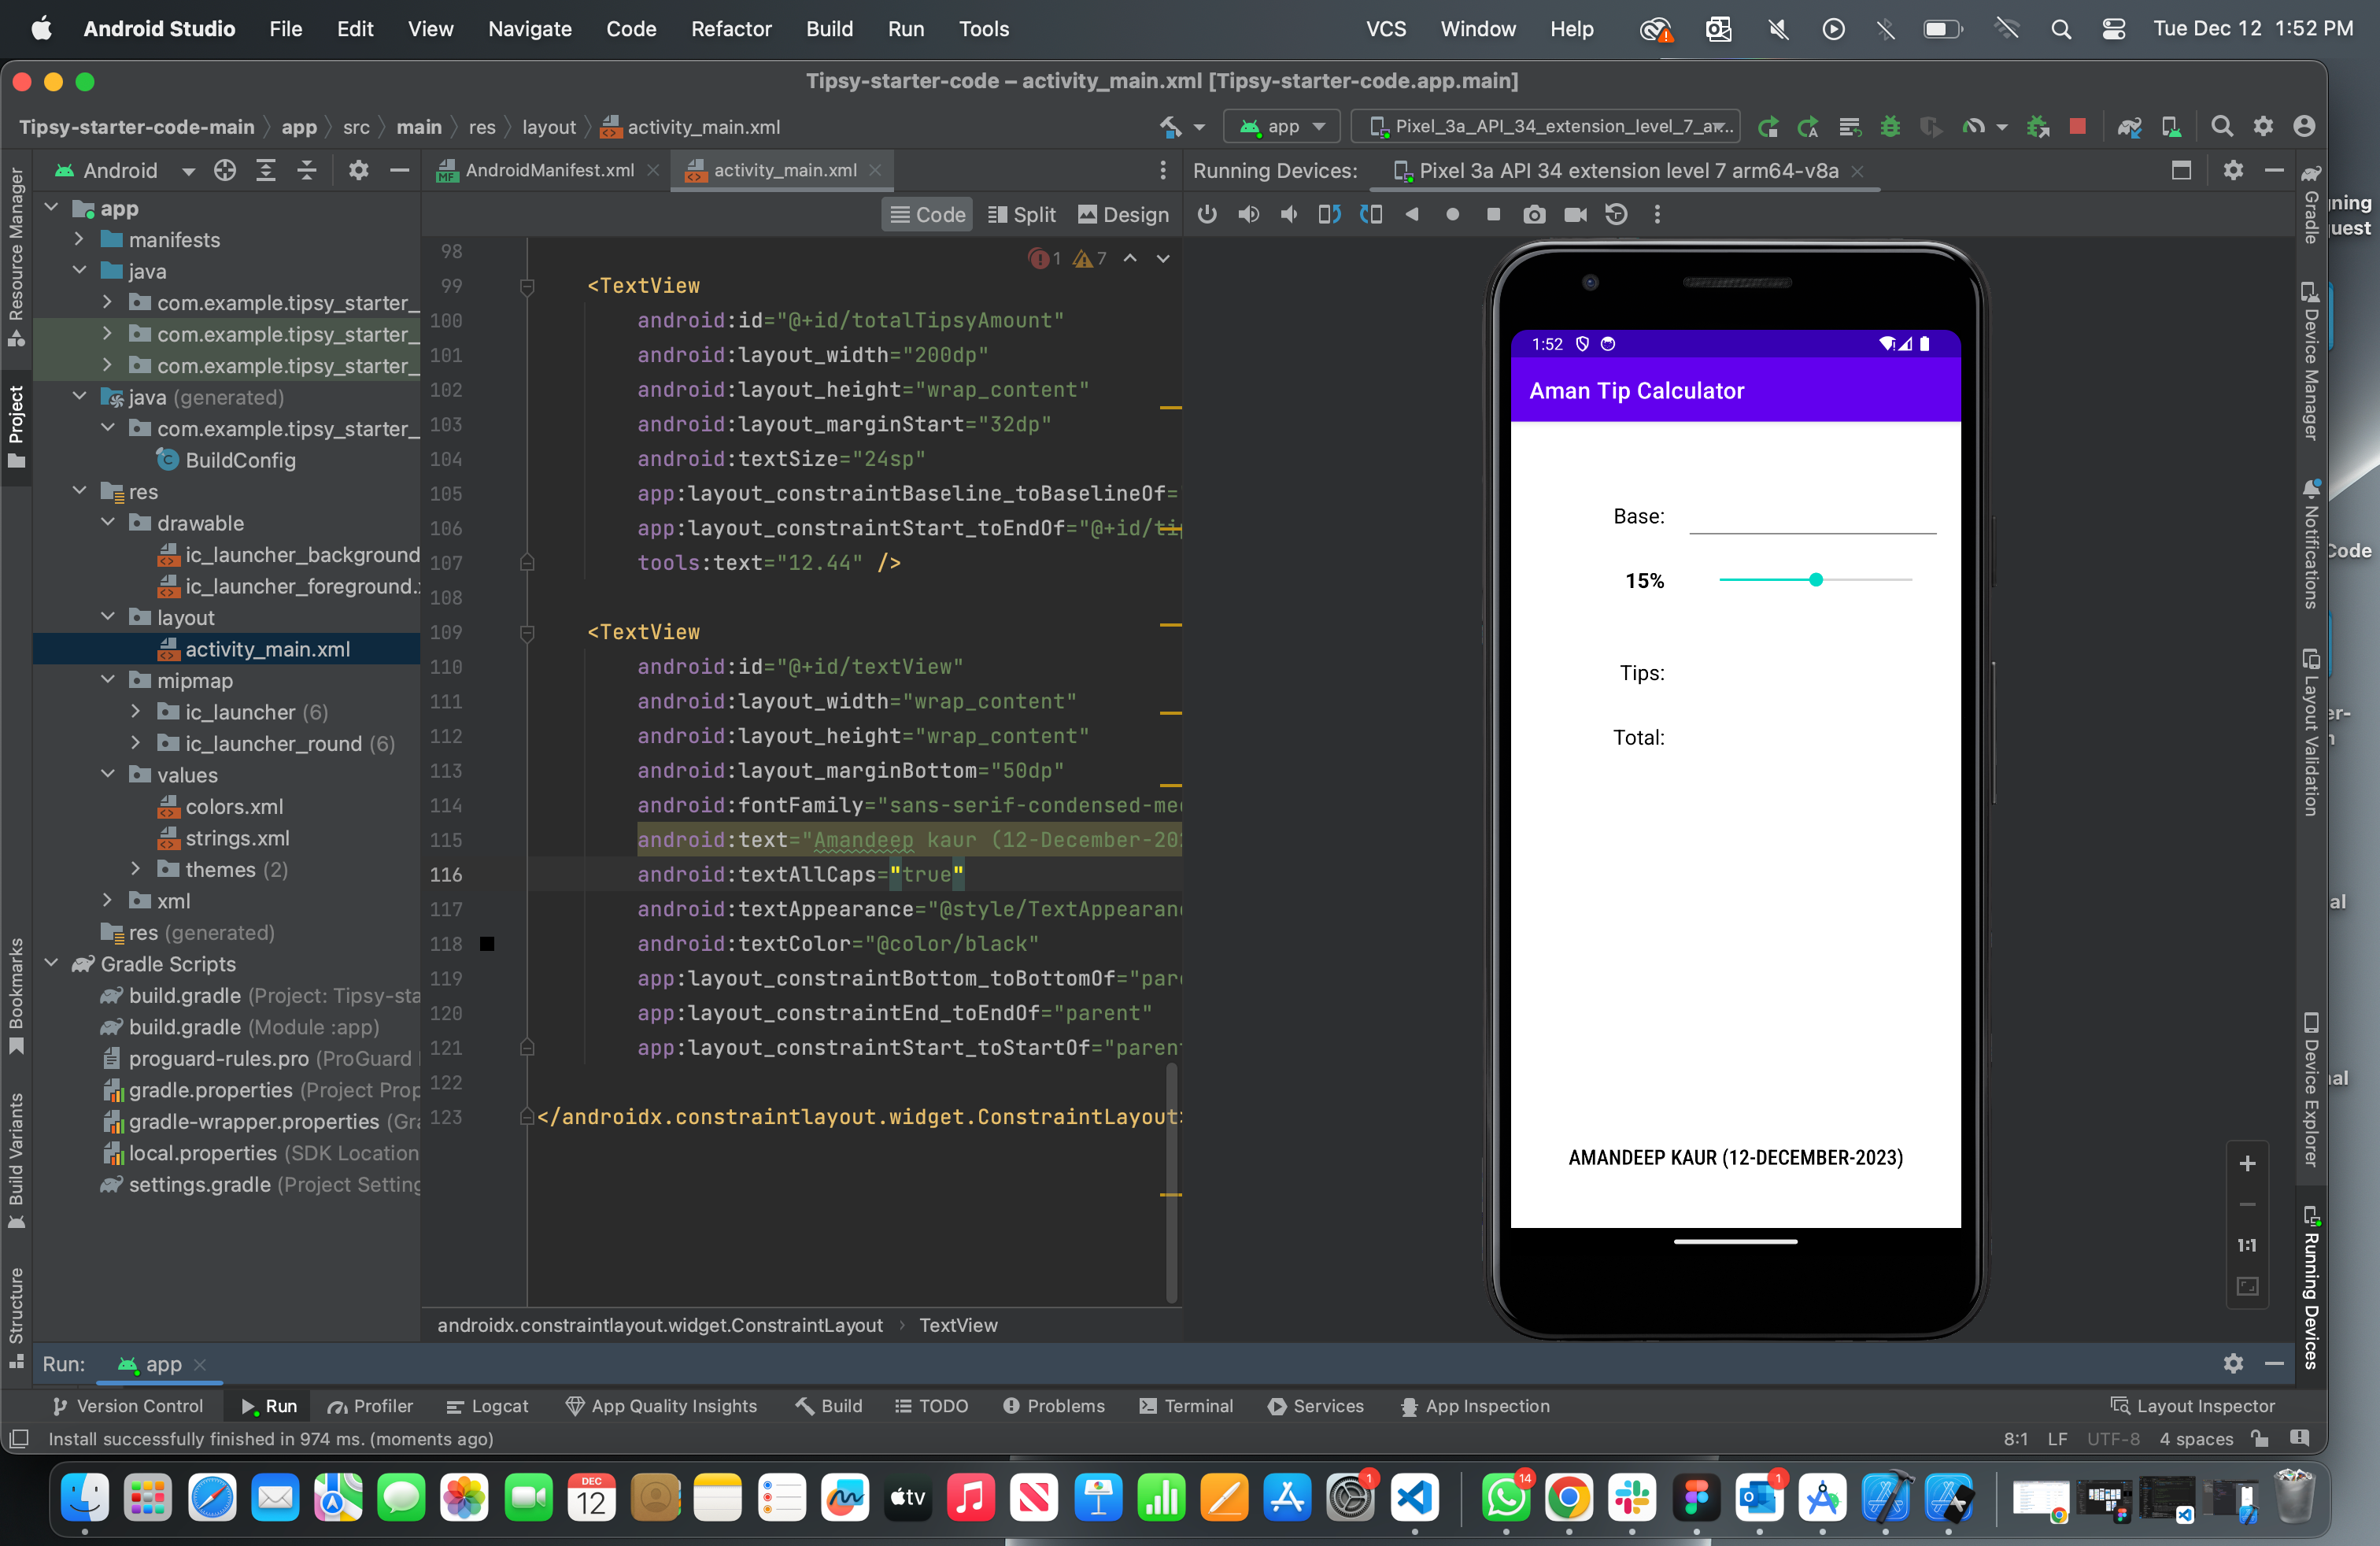 Android Studio File Edit View Navigate Code Refactor Build Run Tools VCS Window Help Tue Dec 12 1:52 PM
Tipsy-starter-code – activity_main.xml [Tipsy-starter-code.app.main]
Tipsy-starter-code-main app src main res layout activity_main.xml app Pixel_3a_API_34_extension_level_7_a...
Android AndroidManifest.xml activity_main.xml Running Devices: Pixel 3a API 34 extension level 7 arm64-v8a
Code Split Design
Resource Manager
Project
Bookmarks
Build Variants
Structure
app
manifests
java
com.example.tipsy_starter_
com.example.tipsy_starter_
com.example.tipsy_starter_
java (generated)
com.example.tipsy_starter_
BuildConfig
res
drawable
ic_launcher_background
ic_launcher_foreground.
layout
activity_main.xml
mipmap
ic_launcher (6)
ic_launcher_round (6)
values
colors.xml
strings.xml
themes (2)
xml
res (generated)
Gradle Scripts
build.gradle (Project: Tipsy-sta
build.gradle (Module :app)
proguard-rules.pro (ProGuard
gradle.properties (Project Prop
gradle-wrapper.properties (Gra
local.properties (SDK Location
settings.gradle (Project Setting
1 7
98
99 <TextView
100 android:id="@+id/totalTipsyAmount"
101 android:layout_width="200dp"
102 android:layout_height="wrap_content"
103 android:layout_marginStart="32dp"
104 android:textSize="24sp"
105 app:layout_constraintBaseline_toBaselineOf="
106 app:layout_constraintStart_toEndOf="@+id/tip
107 tools:text="12.44" />
108
109 <TextView
110 android:id="@+id/textView"
111 android:layout_width="wrap_content"
112 android:layout_height="wrap_content"
113 android:layout_marginBottom="50dp"
114 android:fontFamily="sans-serif-condensed-med
115 android:text="Amandeep kaur (12-December-202
116 android:textAllCaps="true"
117 android:textAppearance="@style/TextAppearanc
118 android:textColor="@color/black"
119 app:layout_constraintBottom_toBottomOf="pare
120 app:layout_constraintEnd_toEndOf="parent"
121 app:layout_constraintStart_toStartOf="parent
122
123 </androidx.constraintlayout.widget.ConstraintLayout>
androidx.constraintlayout.widget.ConstraintLayout TextView
1:52
Aman Tip Calculator
Base:
15%
Tips:
Total:
AMANDEEP KAUR (12-DECEMBER-2023)
1:1
Gradle
Device Manager
Notifications
Layout Validation
Device Explorer
Running Devices
ning
uest
Code
er-
n
al
al
Run: app
Version Control Run Profiler Logcat App Quality Insights Build TODO Problems Terminal Services App Inspection Layout Inspector
Install successfully finished in 974 ms. (moments ago) 8:1 LF UTF-8 4 spaces
DEC
12
tv
1
14
1